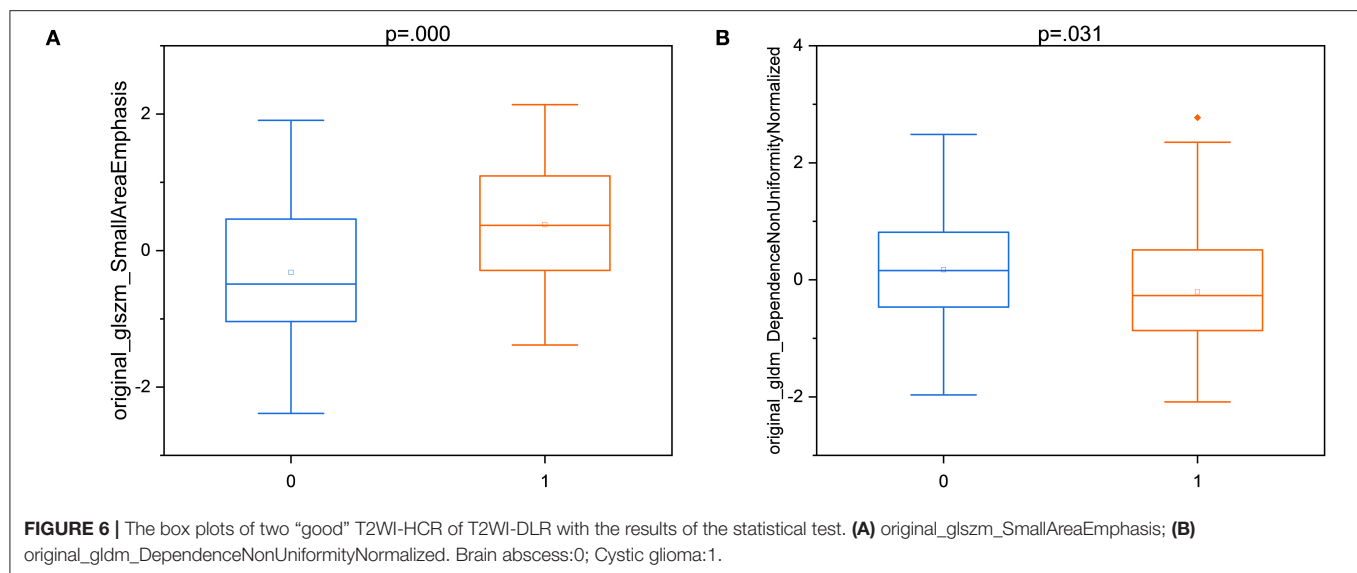 A
p=.000
original_glszm_SmallAreaEmphasis
2
0
-2
0
1
B
p=.031
original_gldm_DependenceNonUniformityNormalized
4
2
0
-2
0
1
FIGURE 6 | The box plots of two “good” T2WI-HCR of T2WI-DLR with the results of the statistical test. (A) original_glszm_SmallAreaEmphasis; (B)
original_gldm_DependenceNonUniformityNormalized. Brain abscess:0; Cystic glioma:1.